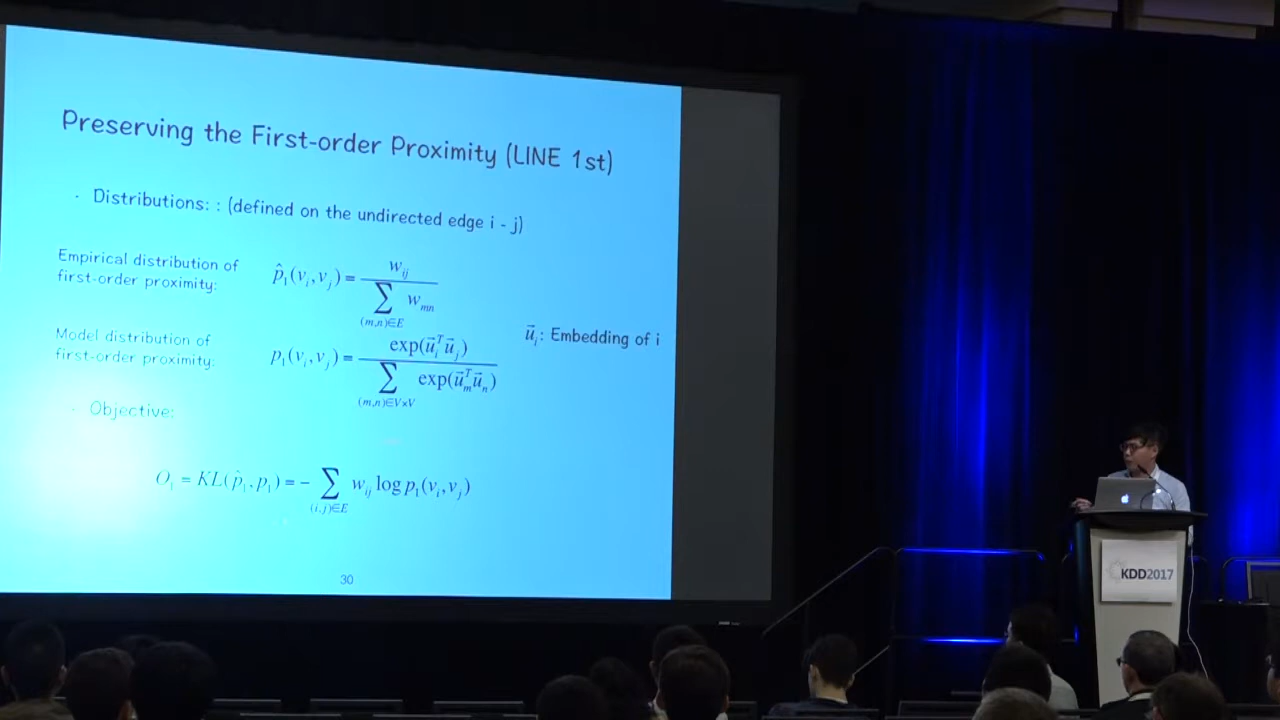 Preserving the First-order Proximity (LINE 1st)
· Distributions: : (defined on the undirected edge i - j)
Empirical distribution of
first-order proximity:
p̂₁(vᵢ,vⱼ) = wᵢⱼ / ∑_{(m,n)∈E} wₘₙ
Model distribution of
first-order proximity:
p₁(vᵢ,vⱼ) = exp(u⃗ᵢᵀu⃗ⱼ) / ∑_{(m,n)∈V×V} exp(u⃗ₘᵀu⃗ₙ)
u⃗ᵢ: Embedding of i
· Objective:
O₁ = KL(p̂₁, p₁) = − ∑_{(i,j)∈E} wᵢⱼ log p₁(vᵢ,vⱼ)
30
KDD2017